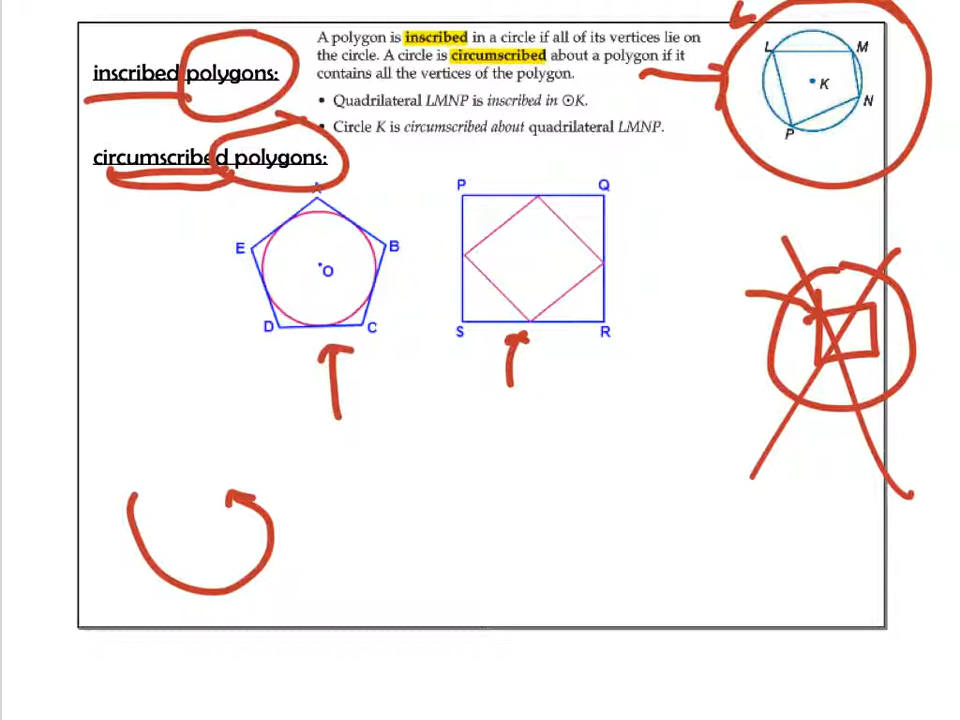 inscribed polygons:
A polygon is inscribed in a circle if all of its vertices lie on
the circle. A circle is circumscribed about a polygon if it
contains all the vertices of the polygon.
• Quadrilateral LMNP is inscribed in ⊙K.
• Circle K is circumscribed about quadrilateral LMNP.
L
M
K
N
P
circumscribed polygons:
A
E
B
O
D
C
P
Q
S
R